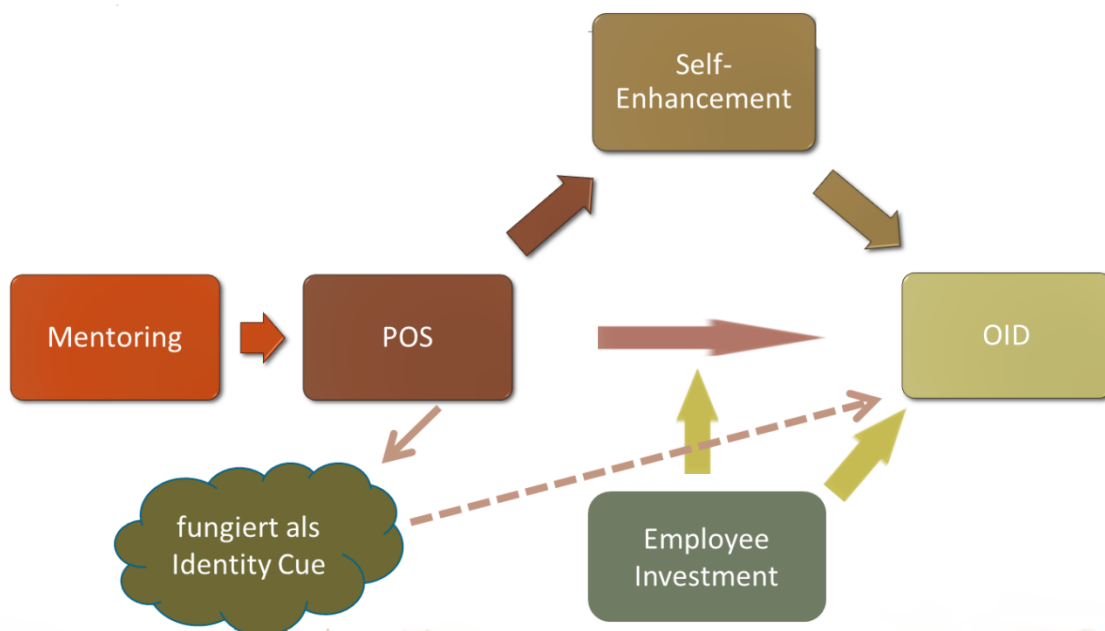 Self-
Enhancement
Mentoring
POS
OID
fungiert als
Identity Cue
Employee
Investment